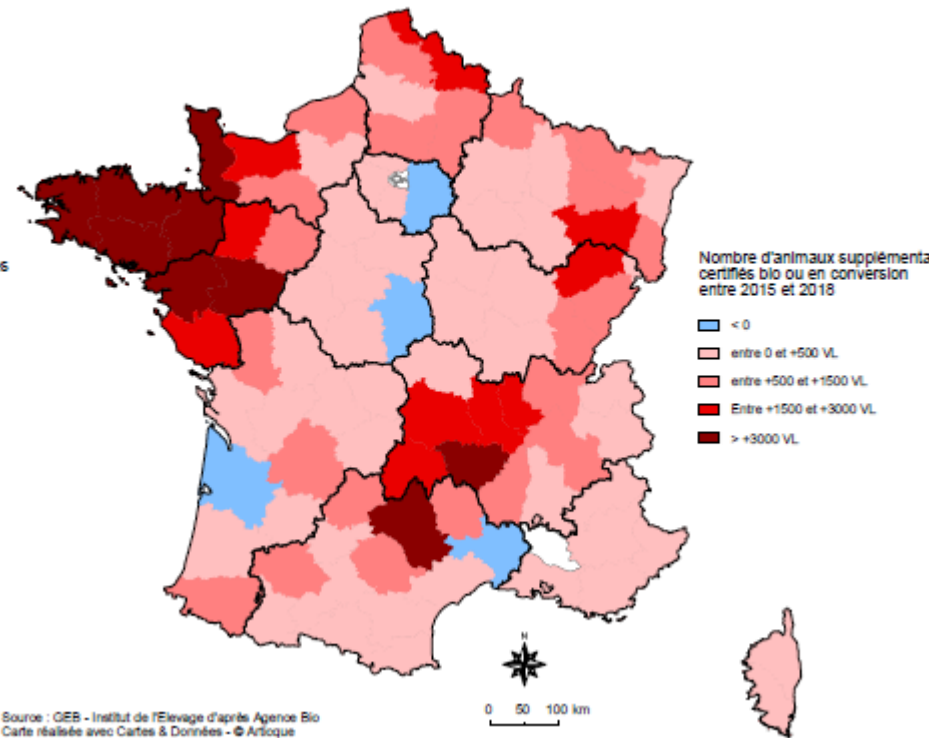 s
Nombre d'animaux supplémenta
certifiés bio ou en conversion
entre 2015 et 2018
< 0
entre 0 et +500 VL
entre +500 et +1500 VL
Entre +1500 et +3000 VL
> +3000 VL
N
0 50 100 km
Source : GEB - Institut de l'Elevage d'après Agence Bio
Carte réalisée avec Cartes & Données - © Articque